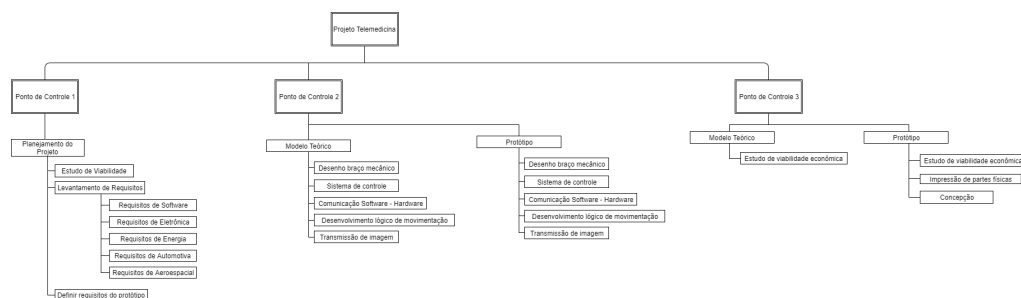 Projeto Telemedicina
Ponto de Controle 1
Ponto de Controle 2
Ponto de Controle 3
Planejamento do
Projeto
Estudo de Viabilidade
Levantamento de Requisitos
Requisitos de Software
Requisitos de Eletrônica
Requisitos de Energia
Requisitos de Automotiva
Requisitos de Aeroespacial
Definir requisitos do protótipo
Modelo Teórico
Desenho braço mecânico
Sistema de controle
Comunicação Software - Hardware
Desenvolvimento lógico de movimentação
Transmissão de imagem
Protótipo
Desenho braço mecânico
Sistema de controle
Comunicação Software - Hardware
Desenvolvimento lógico de movimentação
Transmissão de imagem
Modelo Teórico
Estudo de viabilidade econômica
Protótipo
Estudo de viabilidade econômica
Impressão de partes físicas
Concepção